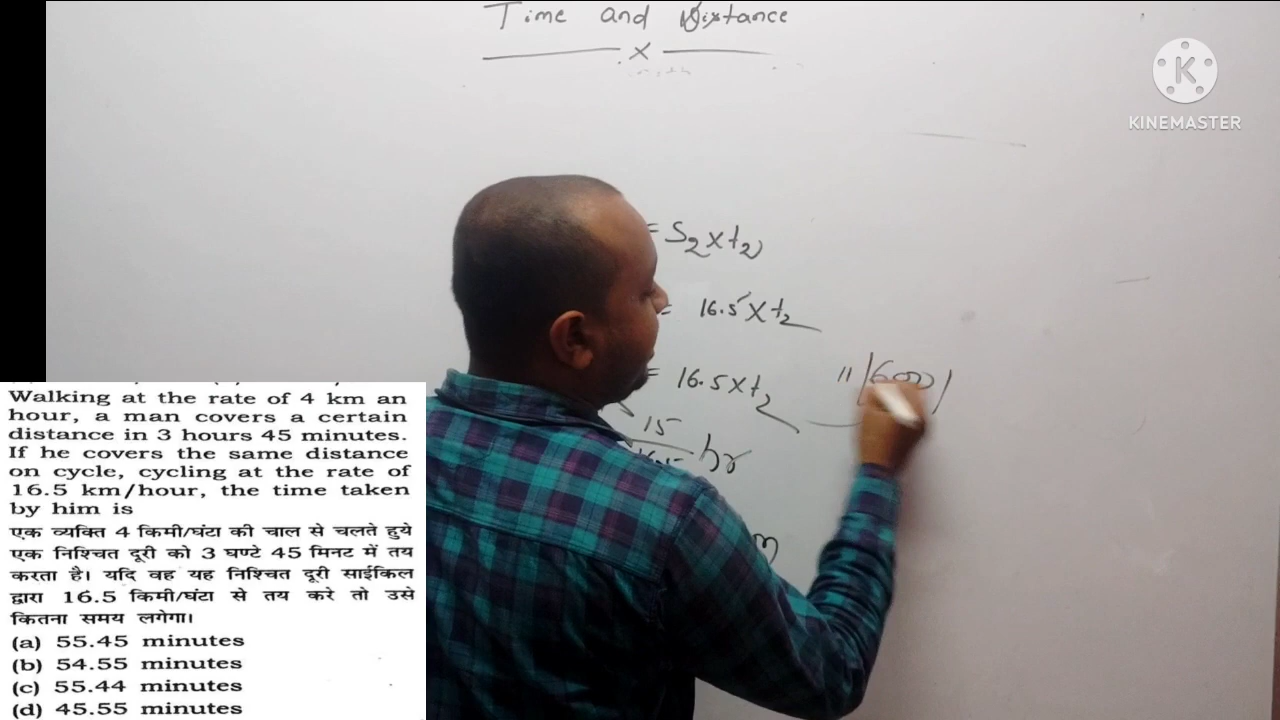 Time and Distance
x
KINEMASTER
= S2 x t2
= 16.5 x t2
= 16.5 x t2
11 ) 600 (
15
hr
m
Walking at the rate of 4 km an
hour, a man covers a certain
distance in 3 hours 45 minutes.
If he covers the same distance
on cycle, cycling at the rate of
16.5 km/hour, the time taken
by him is
एक व्यक्ति 4 किमी/घंटा की चाल से चलते हुये
एक निश्चित दूरी को 3 घण्टे 45 मिनट में तय
करता है। यदि वह यह निश्चित दूरी साईकिल
द्वारा 16.5 किमी/घंटा से तय करे तो उसे
कितना समय लगेगा।
(a) 55.45 minutes
(b) 54.55 minutes
(c) 55.44 minutes
(d) 45.55 minutes